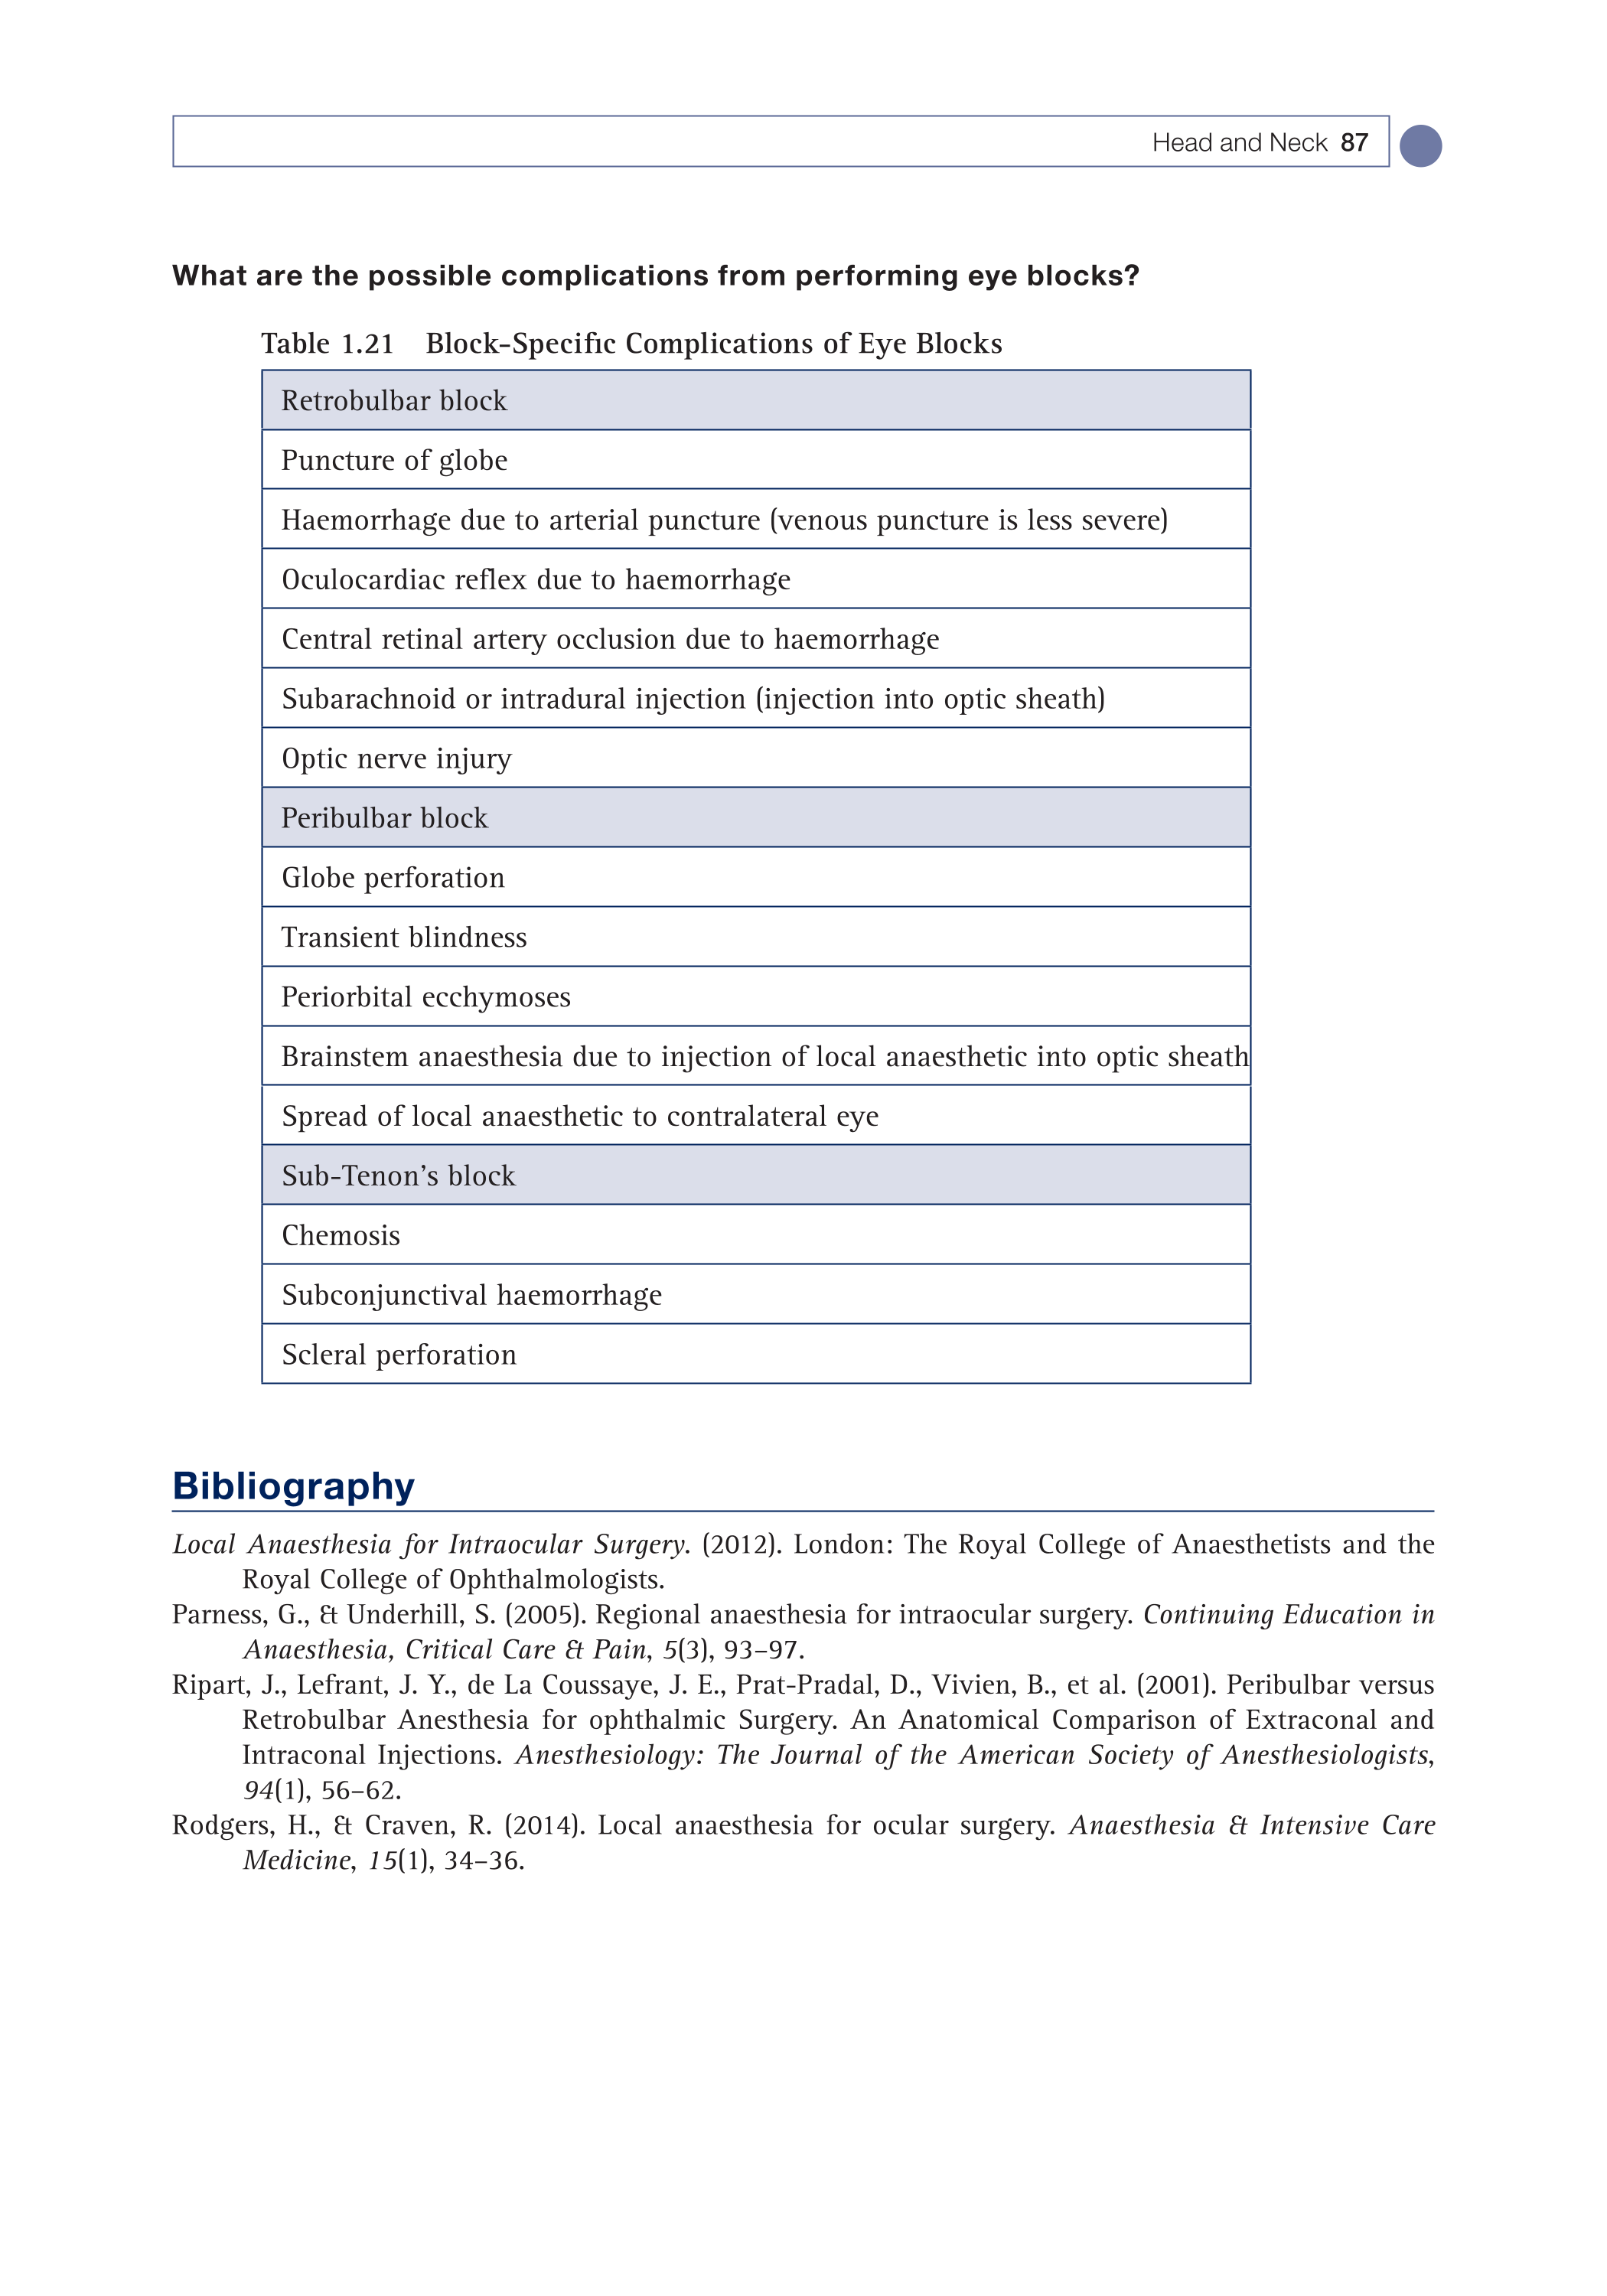 Head and Neck 87
What are the possible complications from performing eye blocks?
Table 1.21 Block-Specific Complications of Eye Blocks
Retrobulbar block
Puncture of globe
Haemorrhage due to arterial puncture (venous puncture is less severe)
Oculocardiac reflex due to haemorrhage
Central retinal artery occlusion due to haemorrhage
Subarachnoid or intradural injection (injection into optic sheath)
Optic nerve injury
Peribulbar block
Globe perforation
Transient blindness
Periorbital ecchymoses
Brainstem anaesthesia due to injection of local anaesthetic into optic sheath
Spread of local anaesthetic to contralateral eye
Sub-Tenon’s block
Chemosis
Subconjunctival haemorrhage
Scleral perforation
Bibliography
Local Anaesthesia for Intraocular Surgery. (2012). London: The Royal College of Anaesthetists and the
Royal College of Ophthalmologists.
Parness, G., & Underhill, S. (2005). Regional anaesthesia for intraocular surgery. Continuing Education in
Anaesthesia, Critical Care & Pain, 5(3), 93–97.
Ripart, J., Lefrant, J. Y., de La Coussaye, J. E., Prat-Pradal, D., Vivien, B., et al. (2001). Peribulbar versus
Retrobulbar Anesthesia for ophthalmic Surgery. An Anatomical Comparison of Extraconal and
Intraconal Injections. Anesthesiology: The Journal of the American Society of Anesthesiologists,
94(1), 56–62.
Rodgers, H., & Craven, R. (2014). Local anaesthesia for ocular surgery. Anaesthesia & Intensive Care
Medicine, 15(1), 34–36.